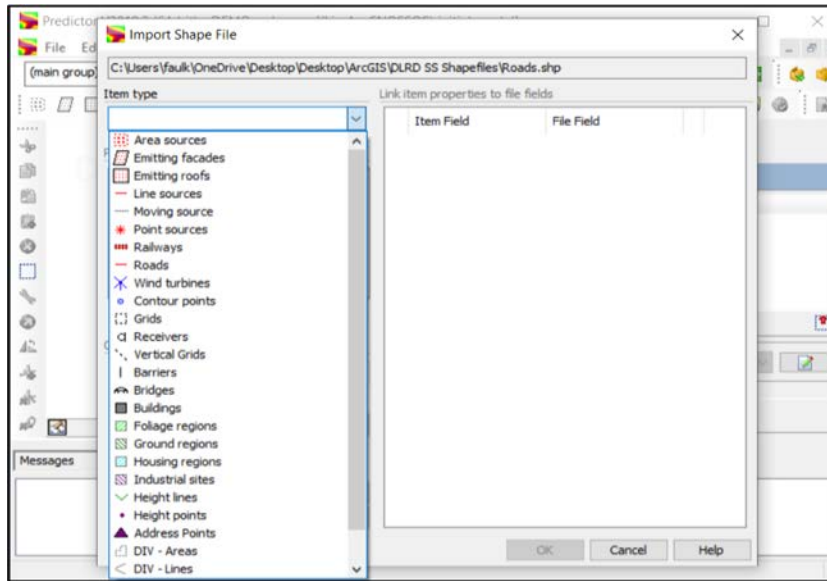 Import Shape File
File
(main group)
C:\Users\faulk\OneDrive\Desktop\Desktop\ArcGIS\DLRD SS Shapefiles\Roads.shp
Item type
Link item properties to file fields
Item Field File Field
Area sources
Emitting facades
Emitting roofs
Line sources
Moving source
Point sources
Railways
Roads
Wind turbines
Contour points
Grids
Receivers
Vertical Grids
Barriers
Bridges
Buildings
Foliage regions
Ground regions
Housing regions
Industrial sites
Height lines
Height points
Address Points
DIV - Areas
DIV - Lines
Messages
OK Cancel Help